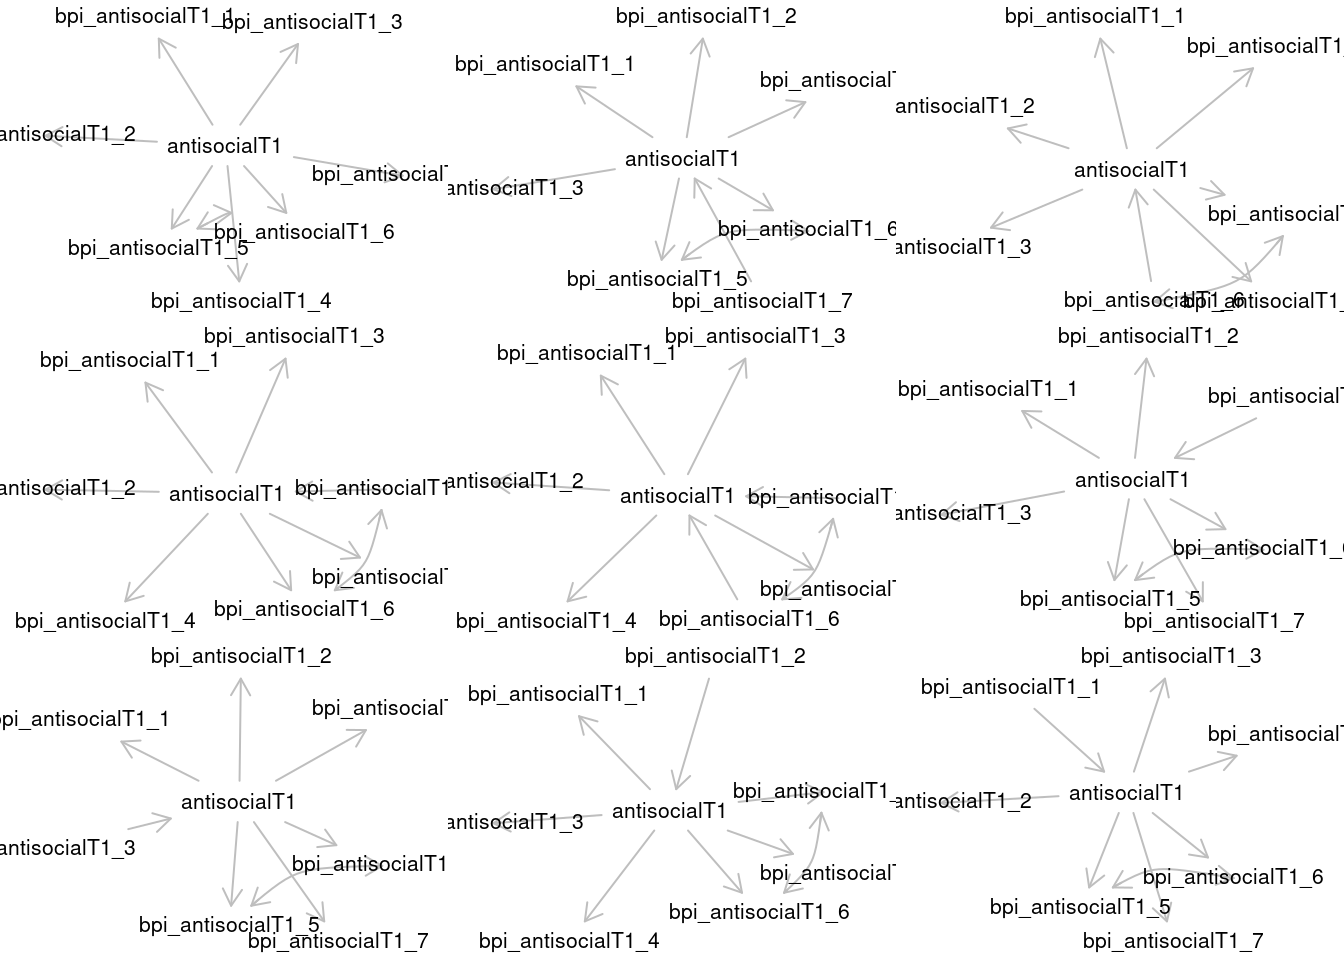 bpi_antisocialT1_1
bpi_antisocialT1_3
antisocialT1_2
antisocialT1
bpi_antisocial
bpi_antisocialT1_6
bpi_antisocialT1_5
bpi_antisocialT1_4
bpi_antisocialT1_2
bpi_antisocialT1_1
bpi_antisocial
antisocialT1
antisocialT1_3
bpi_antisocialT1_6
bpi_antisocialT1_5
bpi_antisocialT1_7
bpi_antisocialT1_1
bpi_antisocialT1
antisocialT1_2
antisocialT1
bpi_antisocial
antisocialT1_3
bpi_antisocialT1_6
bpi_antisocialT1_
bpi_antisocialT1_3
bpi_antisocialT1_1
antisocialT1_2
antisocialT1
bpi_antisocialT1
bpi_antisocial
bpi_antisocialT1_6
bpi_antisocialT1_4
bpi_antisocialT1_3
bpi_antisocialT1_1
antisocialT1_2
antisocialT1
bpi_antisocialT
bpi_antisocial
bpi_antisocialT1_6
bpi_antisocialT1_4
bpi_antisocialT1_2
bpi_antisocialT1_1
bpi_antisocial
antisocialT1
antisocialT1_3
bpi_antisocialT1_6
bpi_antisocialT1_5
bpi_antisocialT1_7
bpi_antisocialT1_2
bpi_antisocialT1_1
bpi_antisocial
antisocialT1
antisocialT1_3
bpi_antisocialT1
bpi_antisocialT1_5
bpi_antisocialT1_7
bpi_antisocialT1_2
bpi_antisocialT1_1
bpi_antisocialT1_
antisocialT1
antisocialT1_3
bpi_antisocial
bpi_antisocialT1_6
bpi_antisocialT1_4
bpi_antisocialT1_3
bpi_antisocialT1_1
bpi_antisocial
antisocialT1
antisocialT1_2
bpi_antisocialT1_6
bpi_antisocialT1_5
bpi_antisocialT1_7